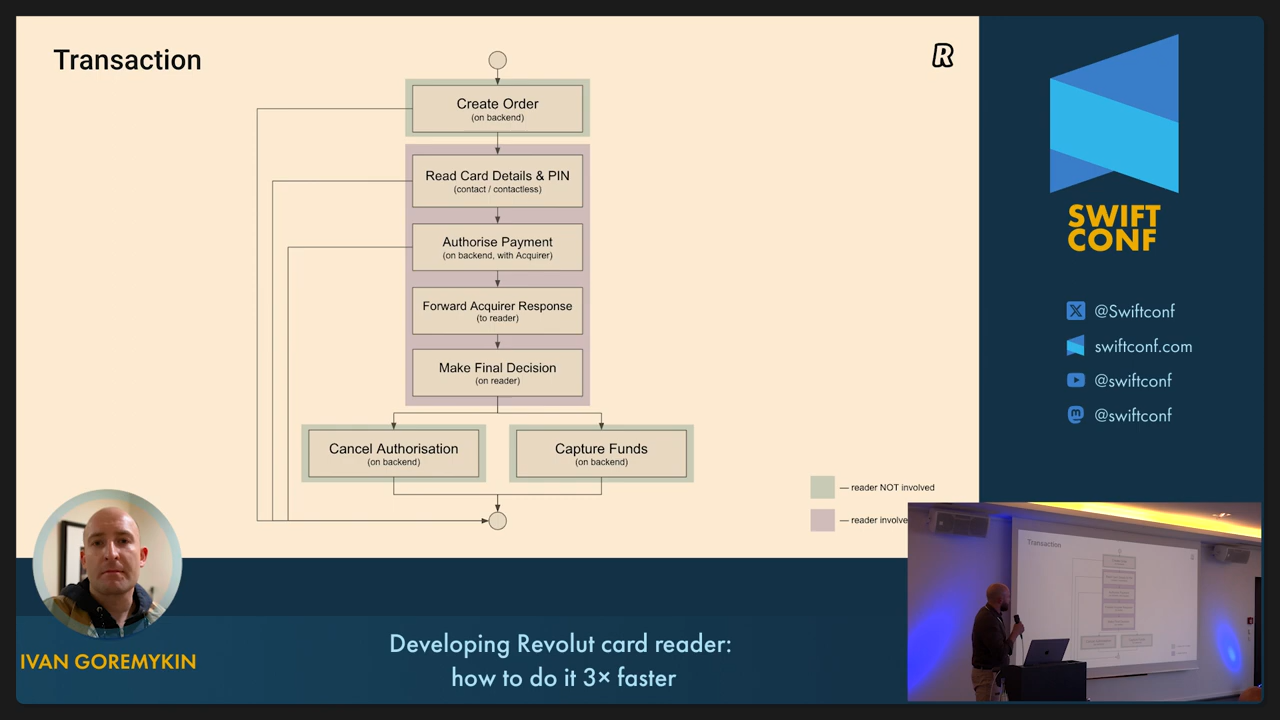 Transaction
R
Create Order
(on backend)
Read Card Details & PIN
(contact / contactless)
Authorise Payment
(on backend, with Acquirer)
Forward Acquirer Response
(to reader)
Make Final Decision
(on reader)
Cancel Authorisation
(on backend)
Capture Funds
(on backend)
— reader NOT involved
— reader involve
SWIFT
CONF
@Swiftconf
swiftconf.com
@swiftconf
@swiftconf
IVAN GOREMYKIN
Developing Revolut card reader:
how to do it 3× faster
Transaction